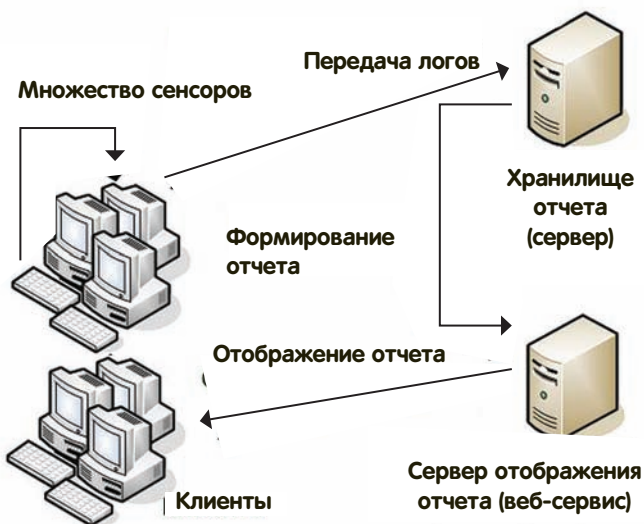 Передача логов
Множество сенсоров
Хранилище
отчета
(сервер)
Формирование
отчета
Отображение отчета
Клиенты
Сервер отображения
отчета (веб-сервис)